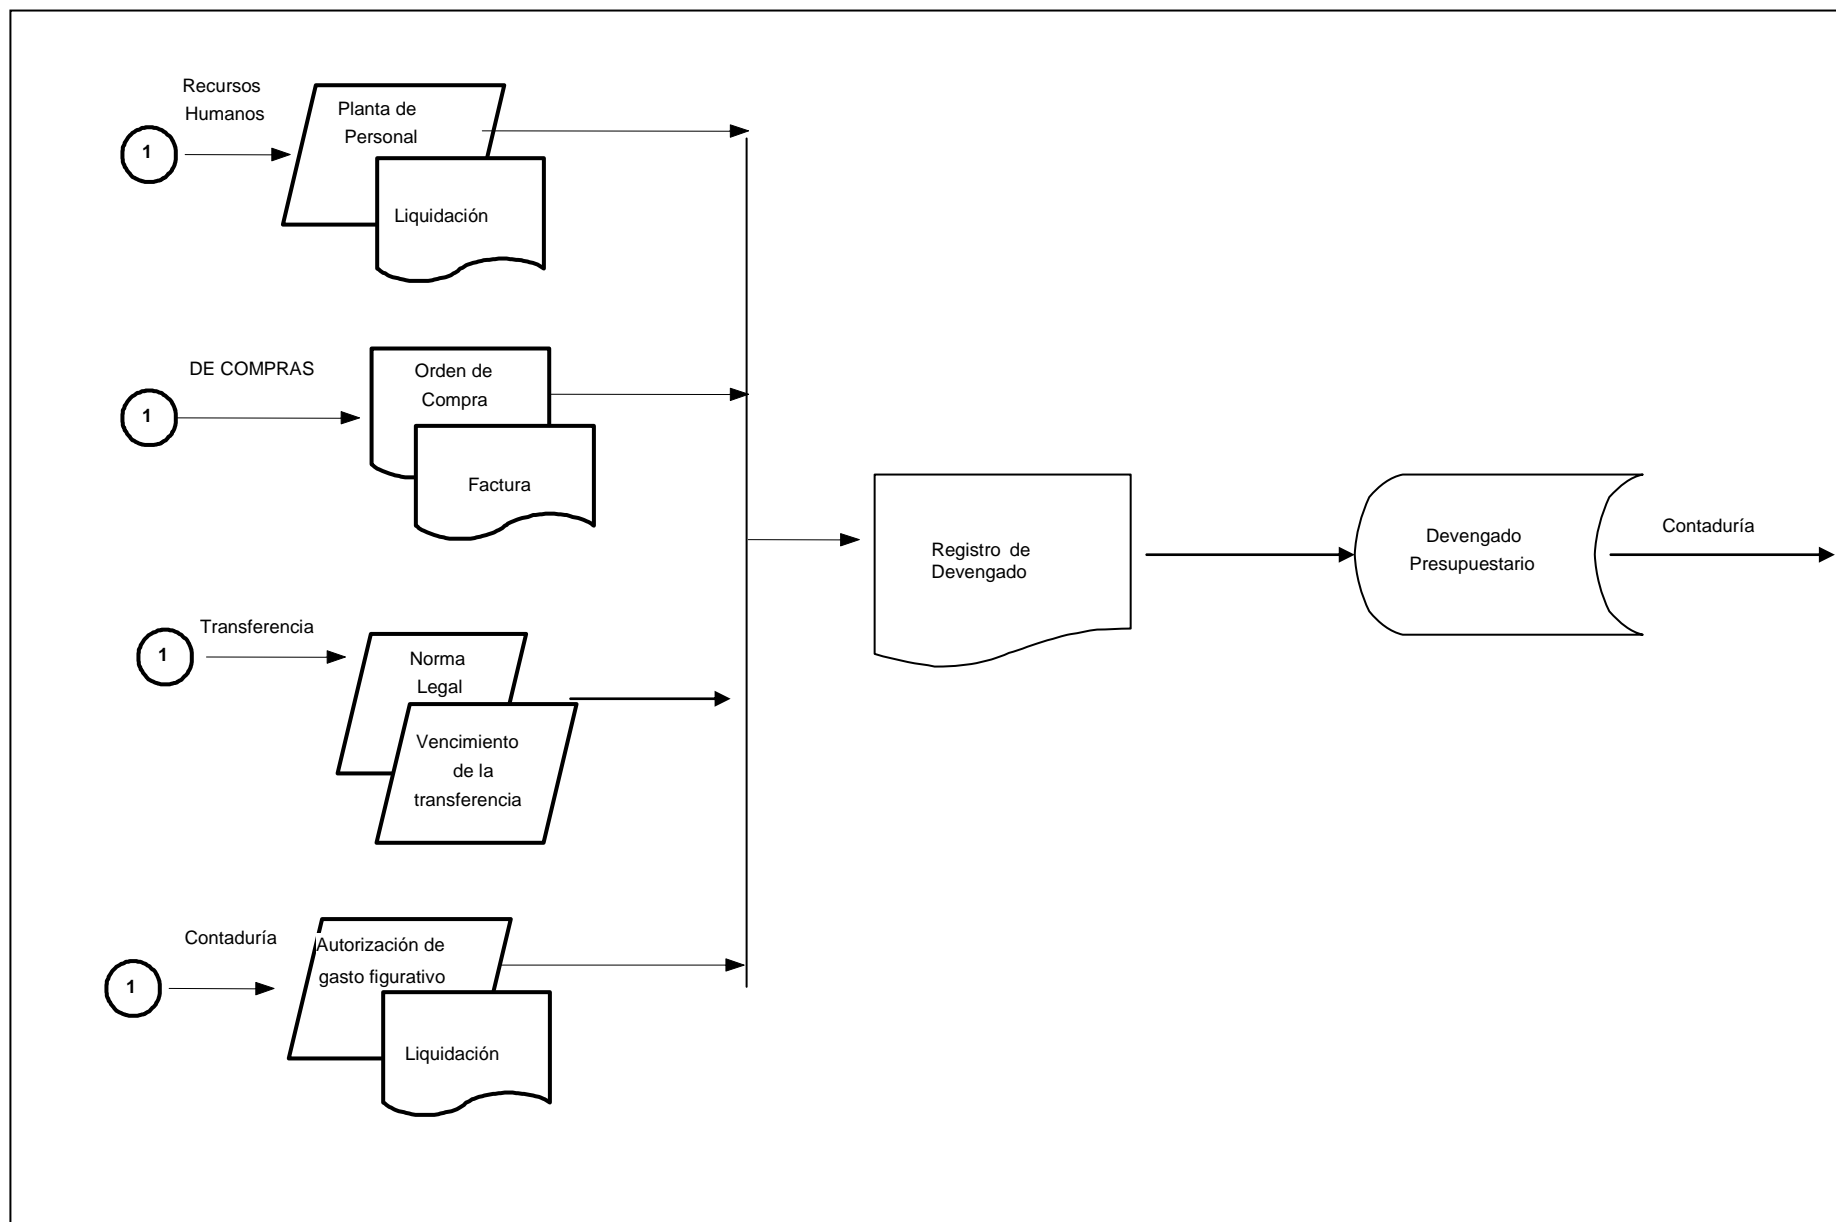 Recursos
Humanos
1
Planta de
Personal
Liquidación
DE COMPRAS
1
Orden de
Compra
Factura
Transferencia
1
Norma
Legal
Vencimiento
de la
transferencia
Contaduría
1
Autorización de
gasto figurativo
Liquidación
Registro de
Devengado
Devengado
Presupuestario
Contaduría